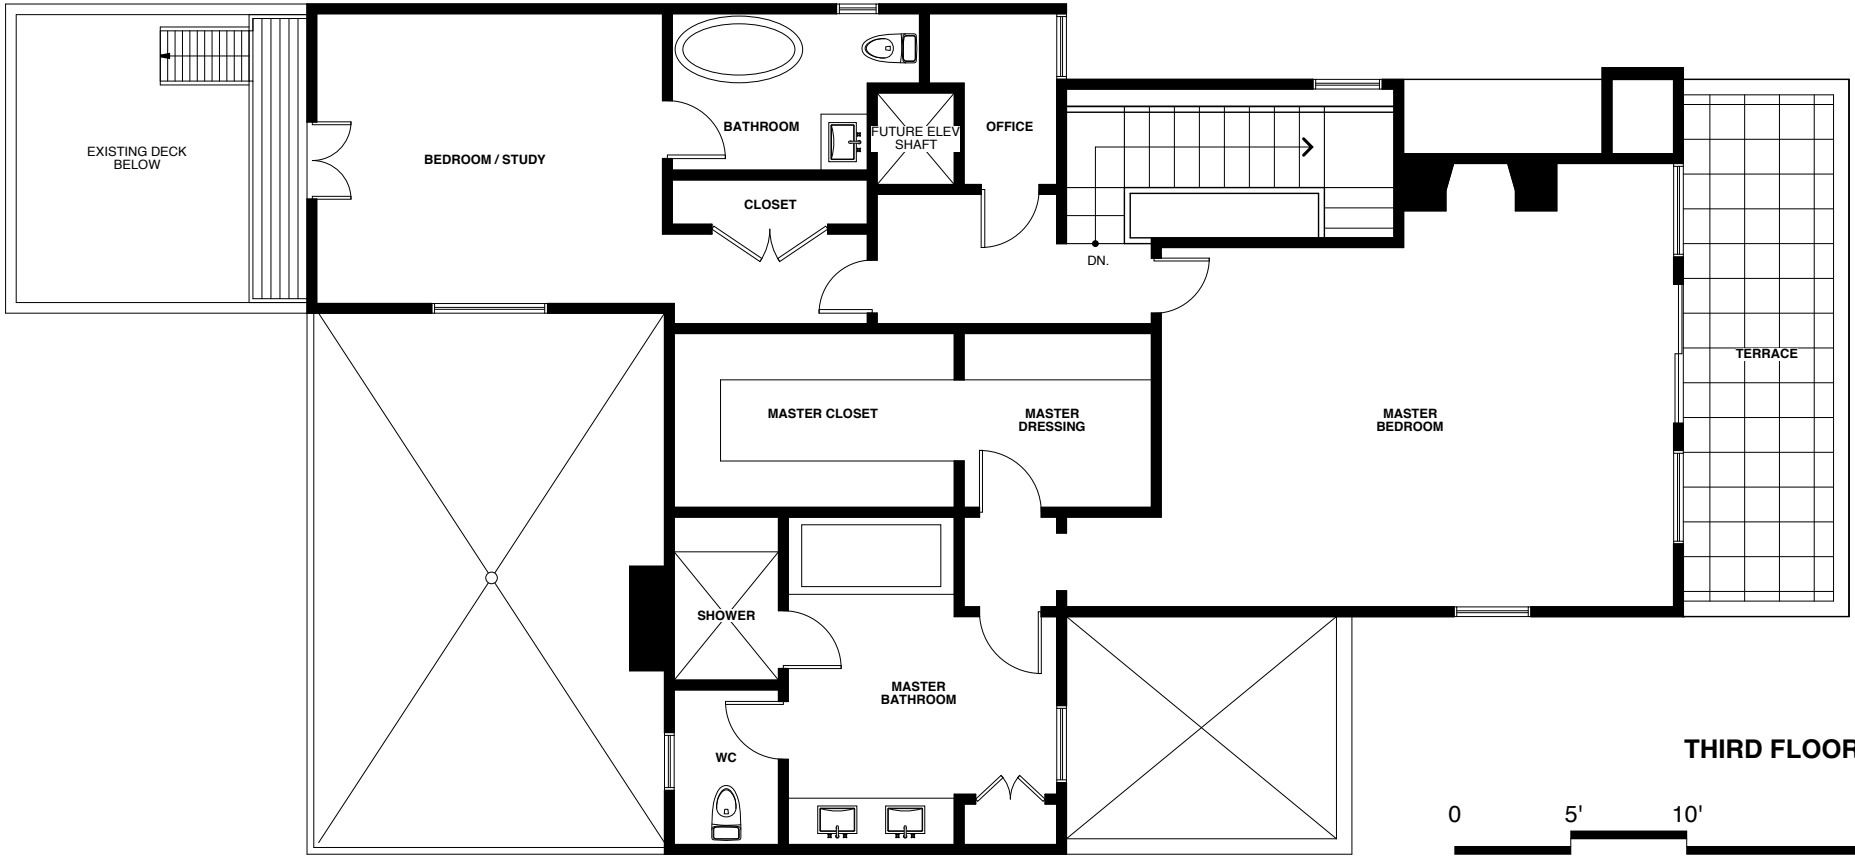 EXISTING DECK
BELOW
BEDROOM / STUDY
BATHROOM
FUTURE ELEV
SHAFT
OFFICE
CLOSET
DN.
TERRACE
MASTER CLOSET
MASTER
DRESSING
MASTER
BEDROOM
SHOWER
MASTER
BATHROOM
WC
THIRD FLOOR
0 5' 10'